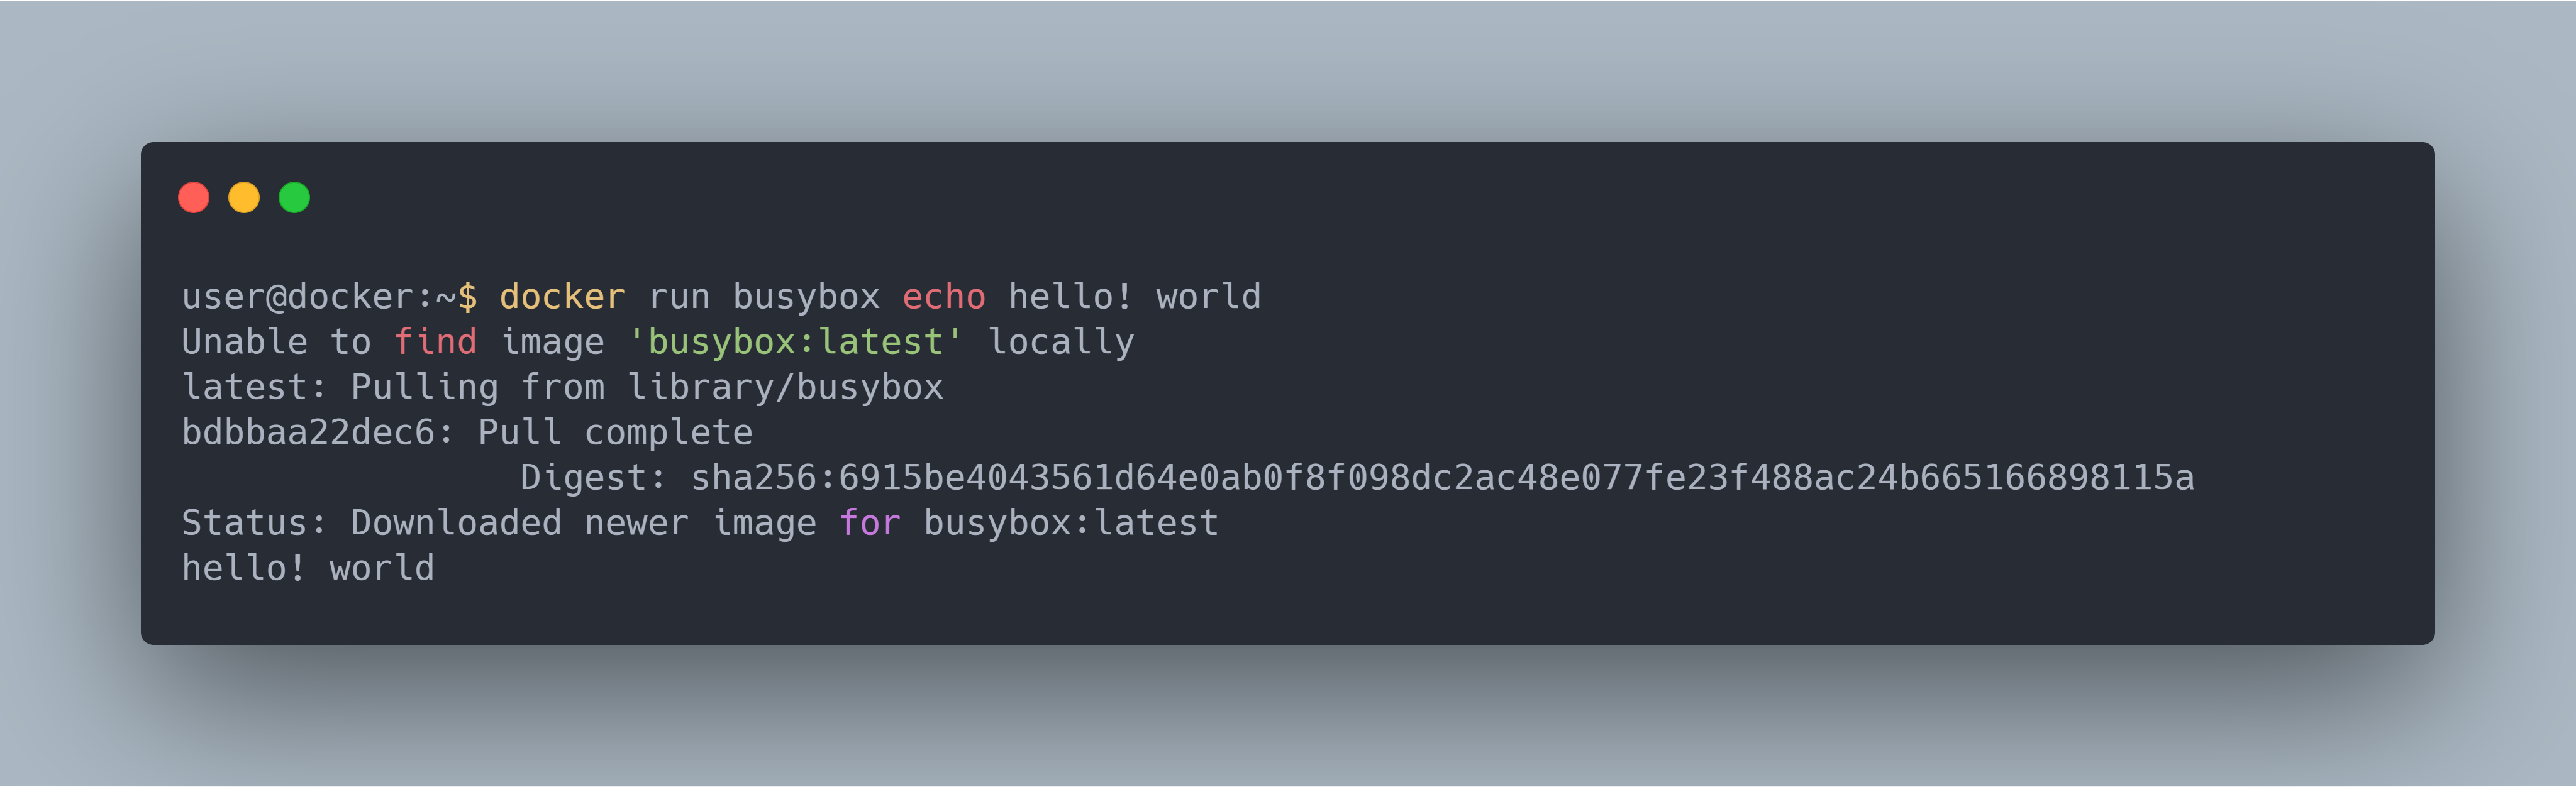 user@docker:~$ docker run busybox echo hello! world
Unable to find image 'busybox:latest' locally
latest: Pulling from library/busybox
bdbbaa22dec6: Pull complete
Digest: sha256:6915be4043561d64e0ab0f8f098dc2ac48e077fe23f488ac24b665166898115a
Status: Downloaded newer image for busybox:latest
hello! world